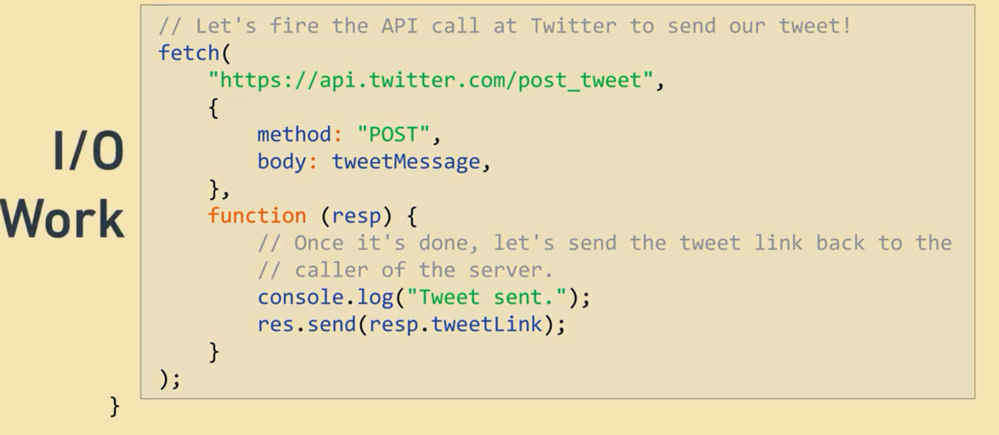 // Let's fire the API call at Twitter to send our tweet!
fetch(
    "https://api.twitter.com/post_tweet",
    {
        method: "POST",
        body: tweetMessage,
    },
    function (resp) {
        // Once it's done, let's send the tweet link back to the
        // caller of the server.
        console.log("Tweet sent.");
        res.send(resp.tweetLink);
    }
);
}
I/O
Work